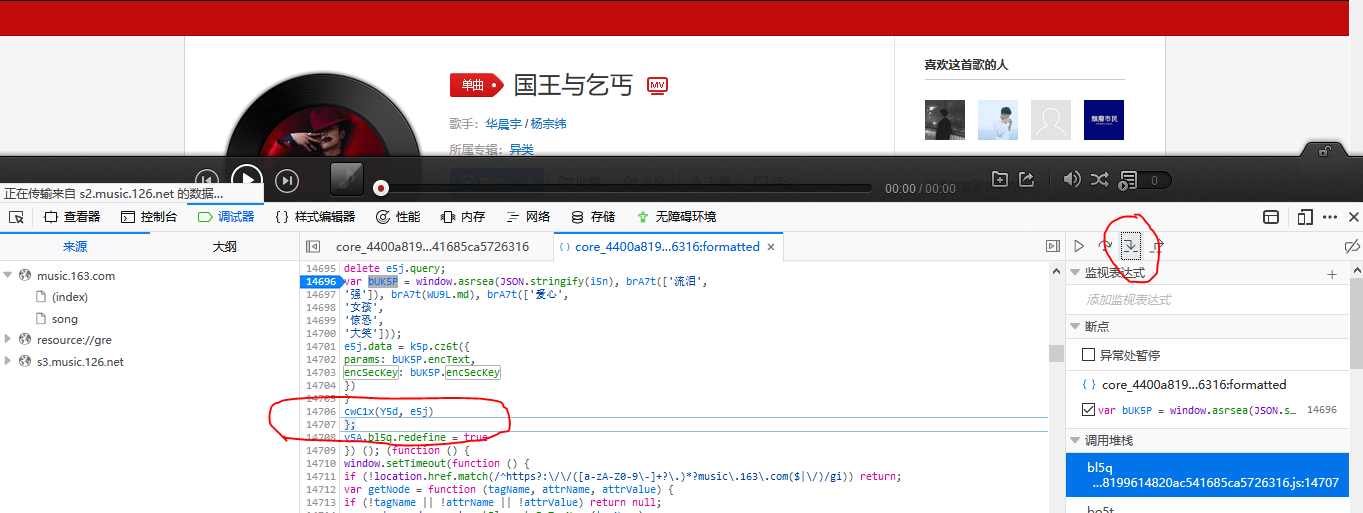 单曲 国王与乞丐 MV
歌手：华晨宇 / 杨宗纬
所属专辑：异类
喜欢这首歌的人
颓廢市民
00:00 / 00:00
0
正在传输来自 s2.music.126.net 的数据...
查看器 控制台 调试器 { } 样式编辑器 性能 内存 网络 存储 无障碍环境
来源 大纲
music.163.com
(index)
song
resource://gre
s3.music.126.net
core_4400a819...41685ca5726316
{ } core_4400a819...6316:formatted ×
14695 delete e5j.query;
14696 var bUK5P = window.asrsea(JSON.stringify(i5n), brA7t(['流泪',
14697 '强']), brA7t(WU9L.md), brA7t(['爱心',
14698 '女孩',
14699 '惊恐',
14700 '大笑']));
14701 e5j.data = k5p.cz6t({
14702 params: bUK5P.encText,
14703 encSecKey: bUK5P.encSecKey
14704 })
14705 }
14706 cwC1x(Y5d, e5j)
14707 };
14708 v5A.bl5q.redefine = true
14709 }) (); (function () {
14710 window.setTimeout(function () {
14711 if (!location.href.match(/^https?:\/\/([a-zA-Z0-9\-]+?\.)*?music\.163\.com($|\/)/gi)) return;
14712 var getNode = function (tagName, attrName, attrValue) {
14713 if (!tagName || !attrName || !attrValue) return null;
监视表达式
添加监视表达式
断点
异常处暂停
{ } core_4400a819...6316:formatted
var bUK5P = window.asrsea(JSON.s... 14696
调用堆栈
bl5q
...8199614820ac541685ca5726316.js:14707